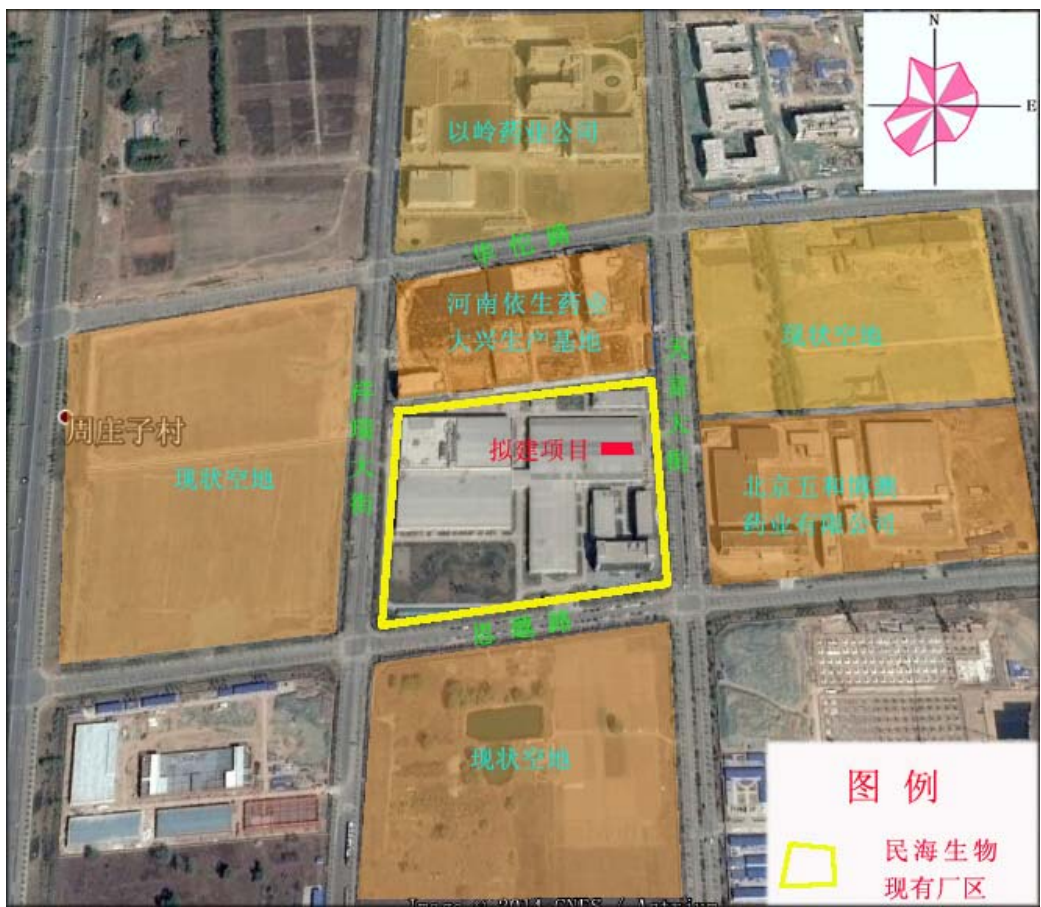 N
E
以岭药业公司
华佗路
河南依生药业
大兴生产基地
现状空地
天富大街
周庄子村
现状空地
拟建项目
大街
北京五和博澳
药业有限公司
思邈路
现状空地
图例
民海生物
现有厂区